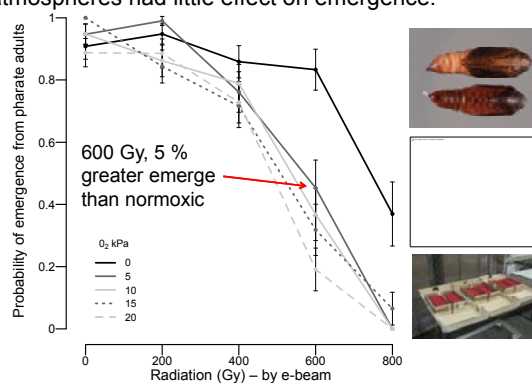 atmospheres had little effect on emergence.
Probability of emergence from pharate adults
1
0.8
0.6
0.4
0.2
0
600 Gy, 5 %
greater emerge
than normoxic
O₂ kPa
0
5
10
15
20
0
200
400
600
800
Radiation (Gy) – by e-beam